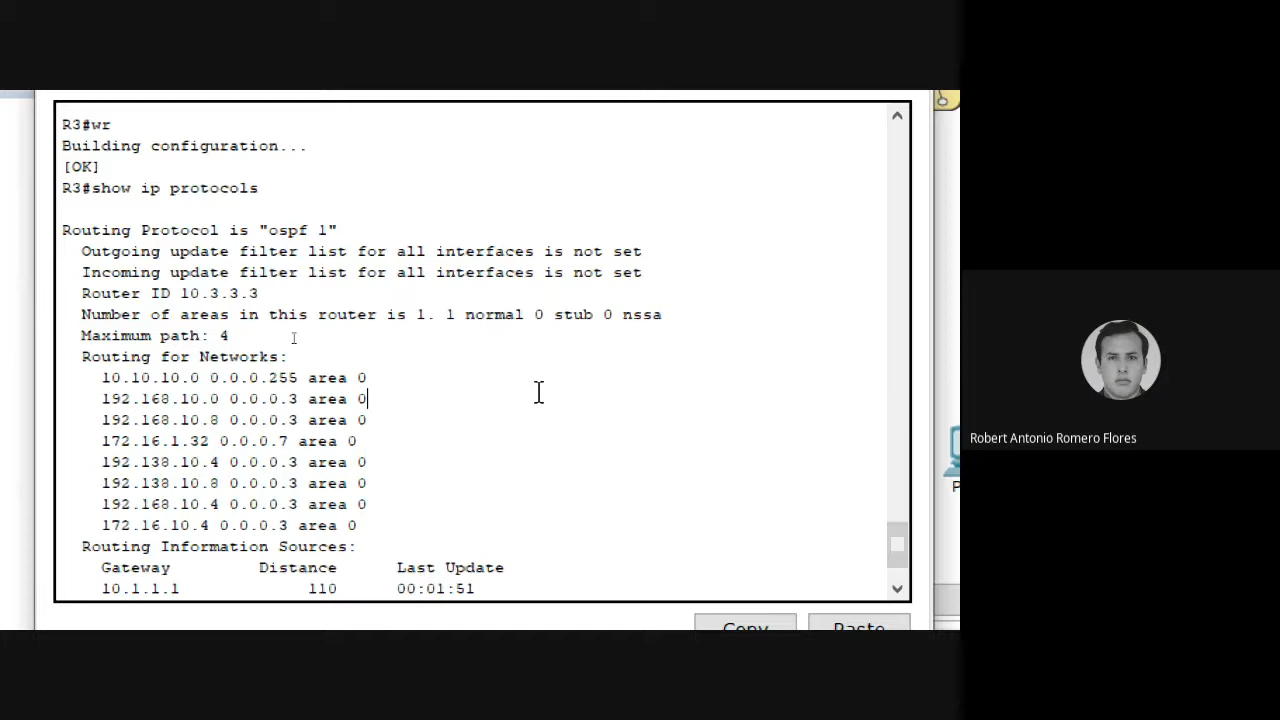 R3#wr
Building configuration...
[OK]
R3#show ip protocols
Routing Protocol is "ospf 1"
Outgoing update filter list for all interfaces is not set
Incoming update filter list for all interfaces is not set
Router ID 10.3.3.3
Number of areas in this router is 1. 1 normal 0 stub 0 nssa
Maximum path: 4
Routing for Networks:
10.10.10.0 0.0.0.255 area 0
192.168.10.0 0.0.0.3 area 0
192.168.10.8 0.0.0.3 area 0
172.16.1.32 0.0.0.7 area 0
192.138.10.4 0.0.0.3 area 0
192.138.10.8 0.0.0.3 area 0
192.168.10.4 0.0.0.3 area 0
172.16.10.4 0.0.0.3 area 0
Routing Information Sources:
Gateway Distance Last Update
10.1.1.1 110 00:01:51
Copy Paste
P
Robert Antonio Romero Flores